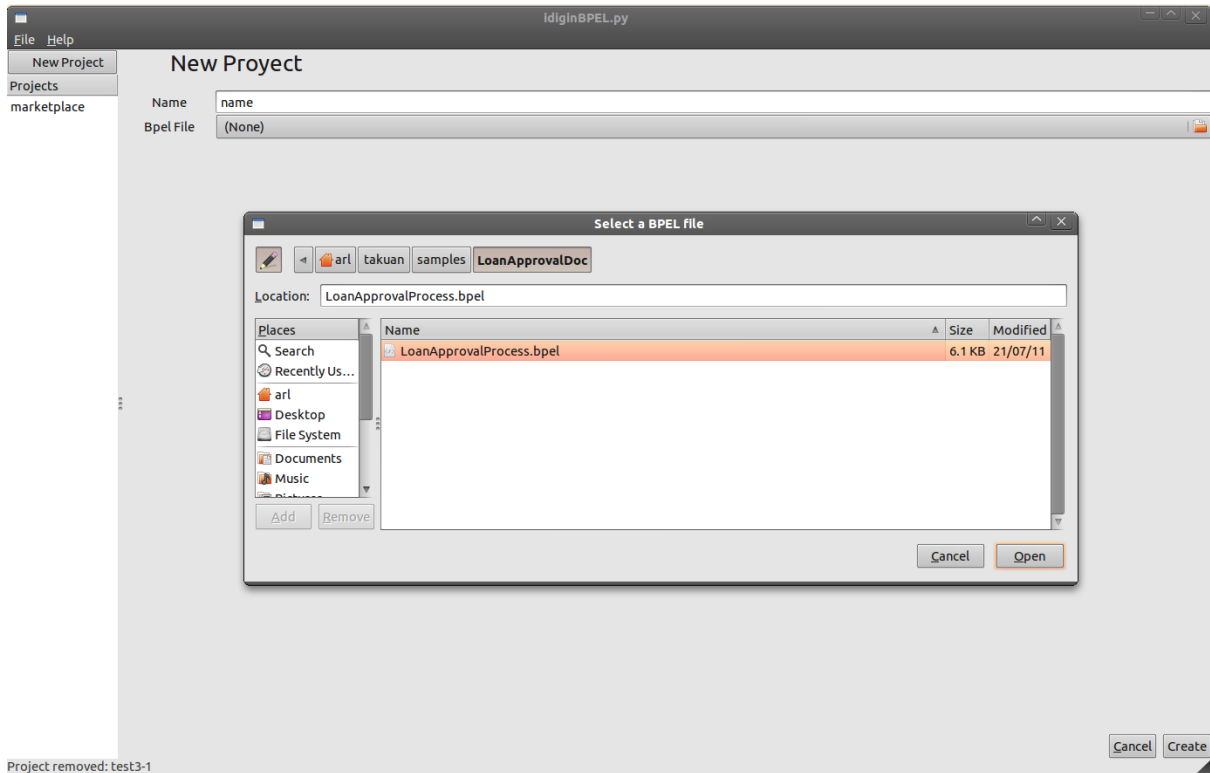 idiginBPEL.py
File Help
New Project
Projects
marketplace
New Proyect
Name name
Bpel File (None)
Select a BPEL file
arl takuan samples LoanApprovalDoc
Location: LoanApprovalProcess.bpel
Places
Search
Recently Us...
arl
Desktop
File System
Documents
Music
Add Remove
Name Size Modified
LoanApprovalProcess.bpel 6.1 KB 21/07/11
Cancel Open
Cancel Create
Project removed: test3-1